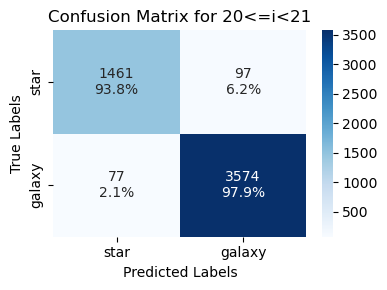 Confusion Matrix for 20<=i<21
1461 97
93.8% 6.2%
77 3574
2.1% 97.9%
star
galaxy
True Labels
star galaxy
Predicted Labels
3500
3000
2500
2000
1500
1000
500